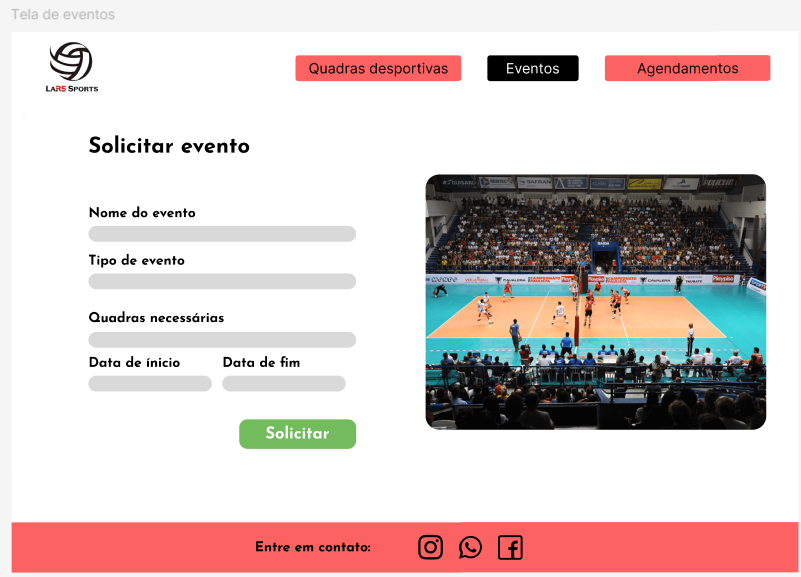 Tela de eventos
LaRS Sports
Quadras desportivas
Eventos
Agendamentos
Solicitar evento
Nome do evento
Tipo de evento
Quadras necessárias
Data de ínicio
Data de fim
Solicitar
Entre em contato: